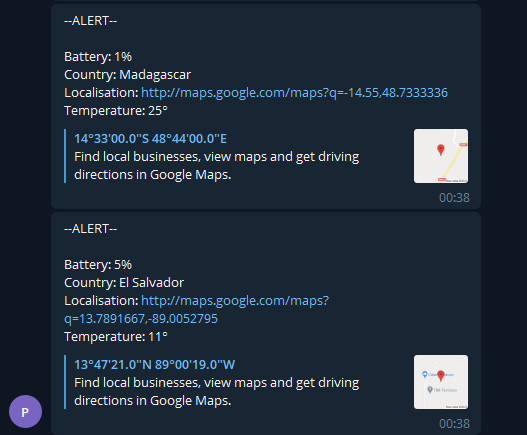 --ALERT--
Battery: 1%
Country: Madagascar
Localisation: http://maps.google.com/maps?q=-14.55,48.7333336
Temperature: 25°
14°33'00.0"S 48°44'00.0"E
Find local businesses, view maps and get driving
directions in Google Maps.
00:38
--ALERT--
Battery: 5%
Country: El Salvador
Localisation: http://maps.google.com/maps?
q=13.7891667,-89.0052795
Temperature: 11°
13°47'21.0"N 89°00'19.0"W
Find local businesses, view maps and get driving
directions in Google Maps.
P
00:38